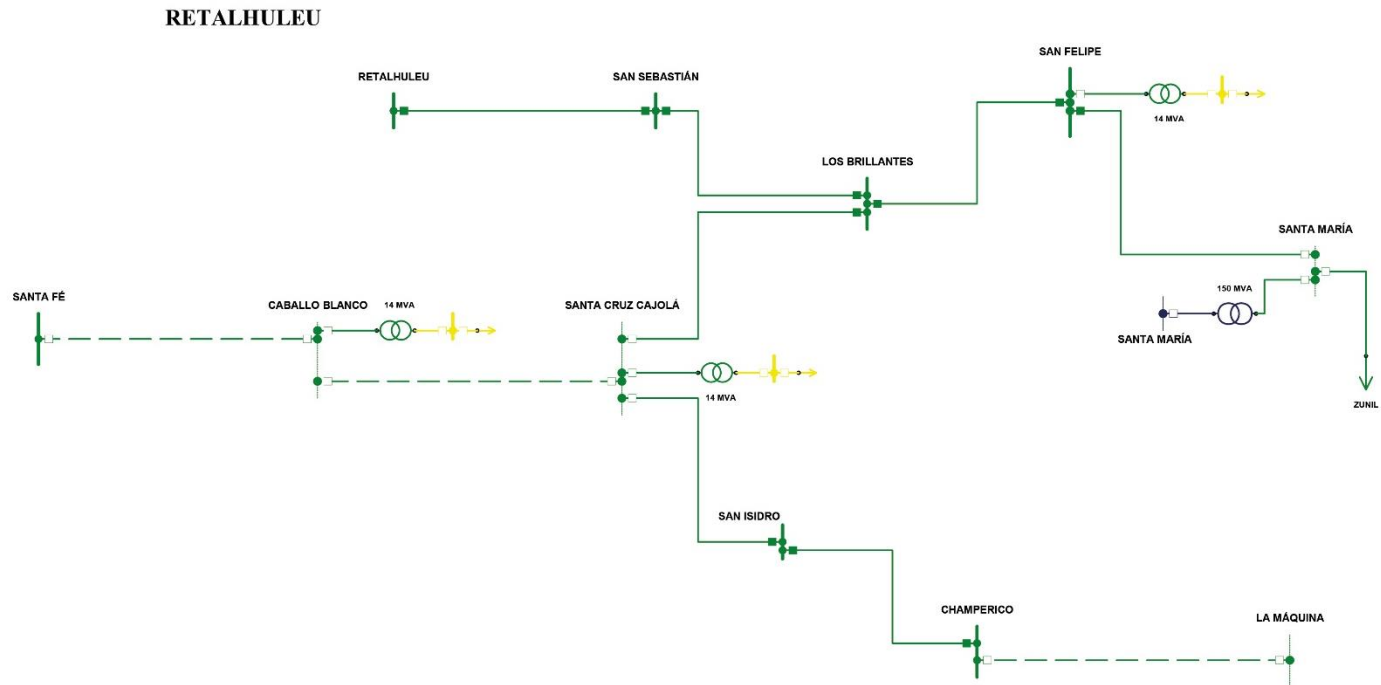 RETALHULEU
SAN FELIPE
RETALHULEU
SAN SEBASTIÁN
14 MVA
LOS BRILLANTES
SANTA MARÍA
SANTA FÉ
CABALLO BLANCO
14 MVA
SANTA CRUZ CAJOLÁ
150 MVA
SANTA MARÍA
14 MVA
ZUNIL
SAN ISIDRO
CHAMPERICO
LA MÁQUINA